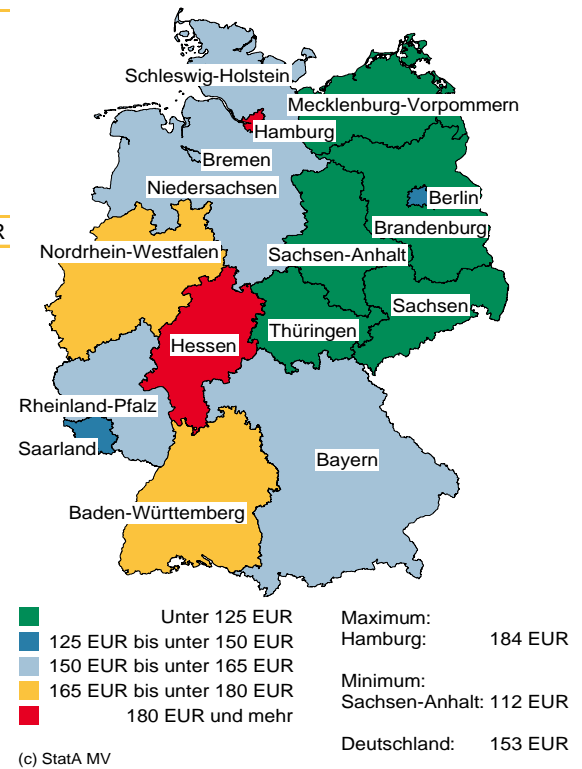 Schleswig-Holstein
Mecklenburg-Vorpommern
Hamburg
Bremen
Niedersachsen
Berlin
Brandenburg
R
Nordrhein-Westfalen
Sachsen-Anhalt
Sachsen
Thüringen
Hessen
Rheinland-Pfalz
Saarland
Bayern
Baden-Württemberg
Unter 125 EUR
125 EUR bis unter 150 EUR
150 EUR bis unter 165 EUR
165 EUR bis unter 180 EUR
180 EUR und mehr
Maximum:
Hamburg: 184 EUR
Minimum:
Sachsen-Anhalt: 112 EUR
Deutschland: 153 EUR
(c) StatA MV